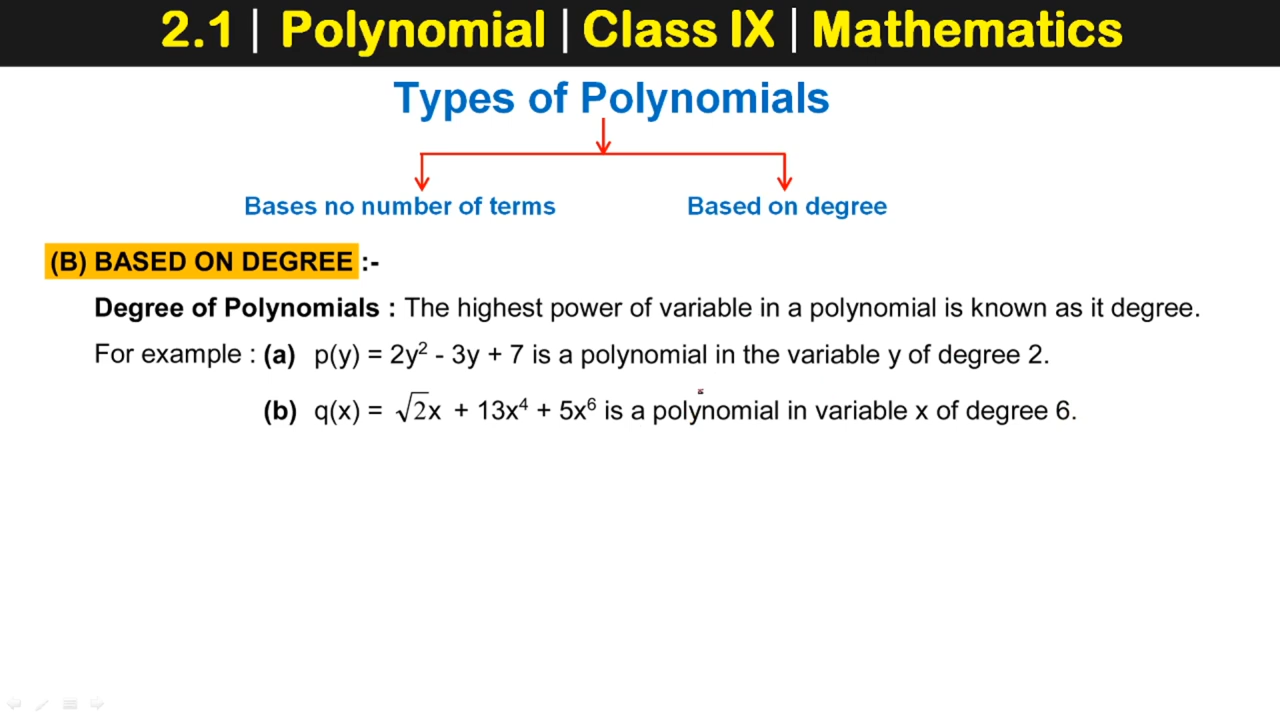 2.1 | Polynomial | Class IX | Mathematics
Types of Polynomials
Bases no number of terms
Based on degree
(B) BASED ON DEGREE :-
Degree of Polynomials : The highest power of variable in a polynomial is known as it degree.
For example : (a) p(y) = 2y² - 3y + 7 is a polynomial in the variable y of degree 2.
(b) q(x) = √2x + 13x⁴ + 5x⁶ is a polynomial in variable x of degree 6.